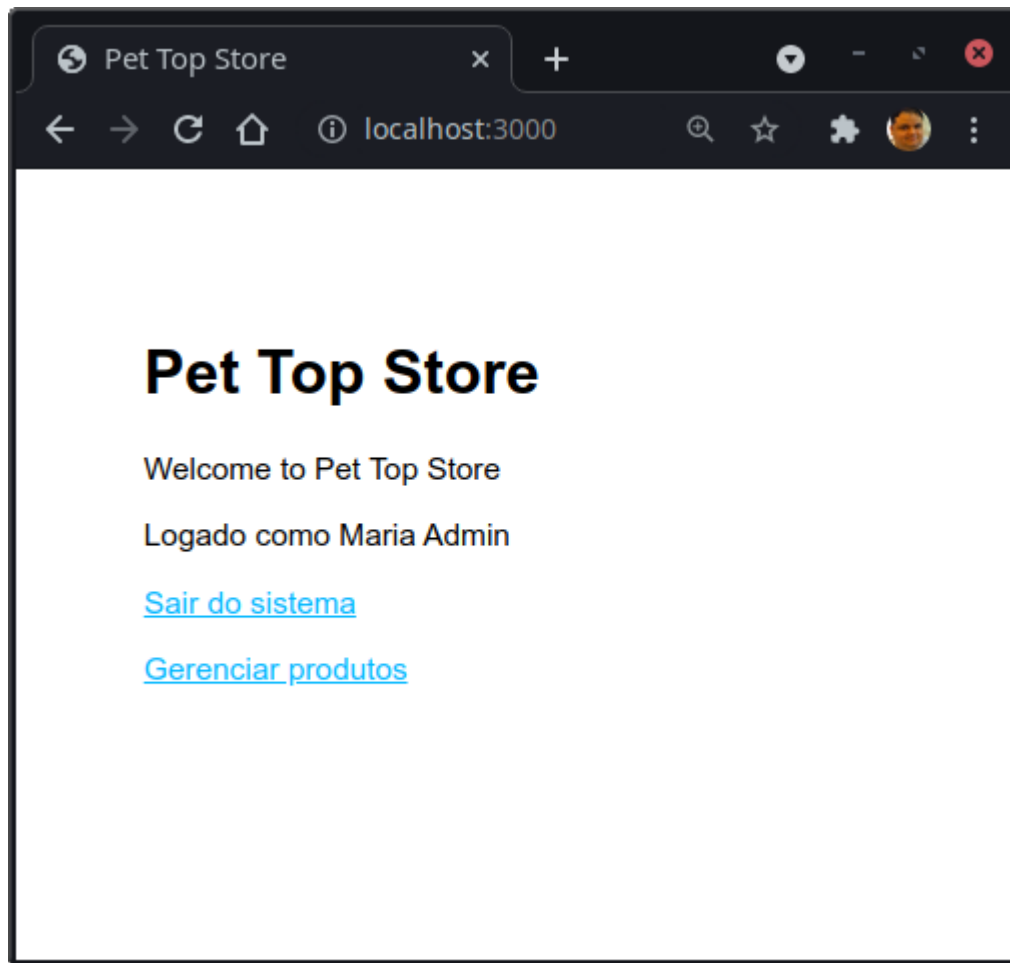 Pet Top Store
localhost:3000
Pet Top Store
Welcome to Pet Top Store
Logado como Maria Admin
Sair do sistema
Gerenciar produtos